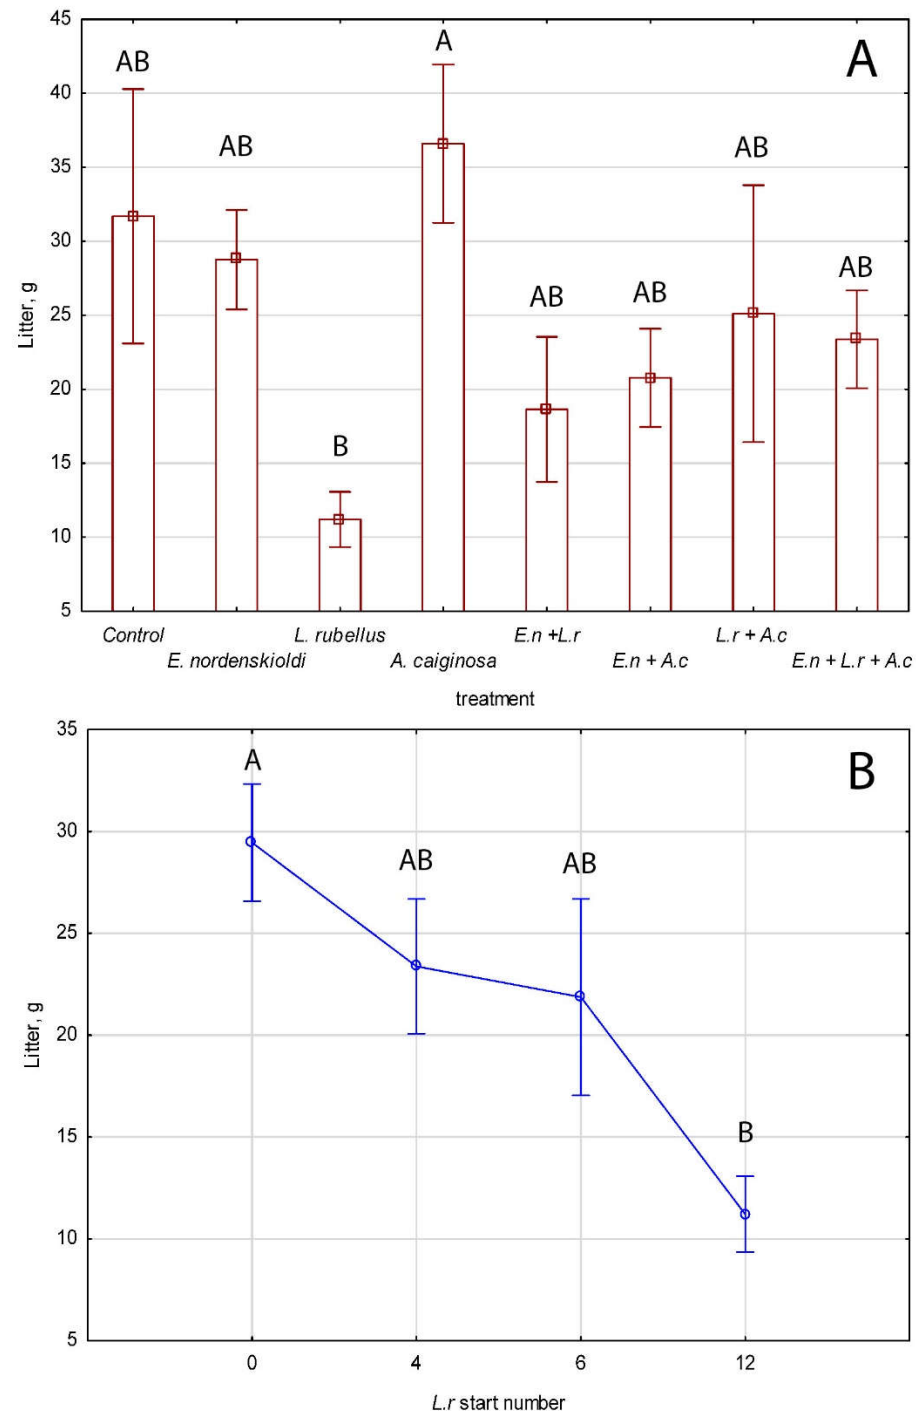 45
A
A
AB
40
35
AB
AB
30
AB
AB
AB
25
Litter, g
20
B
15
10
5
Control
L. rubellus
E.n +L.r
L.r + A.c
E. nordenskioldi
A. caiginosa
E.n + A.c
E.n + L.r + A.c
treatment
35
B
A
30
AB
AB
25
Litter, g
20
15
B
10
5
0
4
6
12
L.r start number